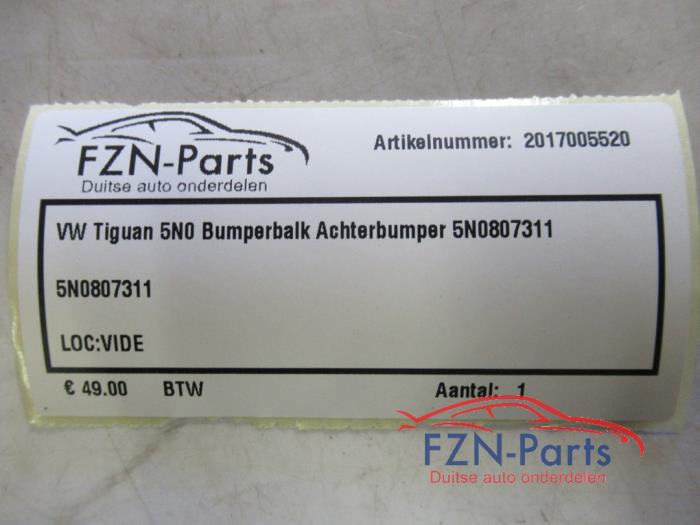 FZN-Parts
Duitse auto onderdelen
Artikelnummer: 2017005520
VW Tiguan 5N0 Bumperbalk Achterbumper 5N0807311
5N0807311
LOC:VIDE
€ 49.00 BTW Aantal: 1
FZN-Parts
Duitse auto onderdelen